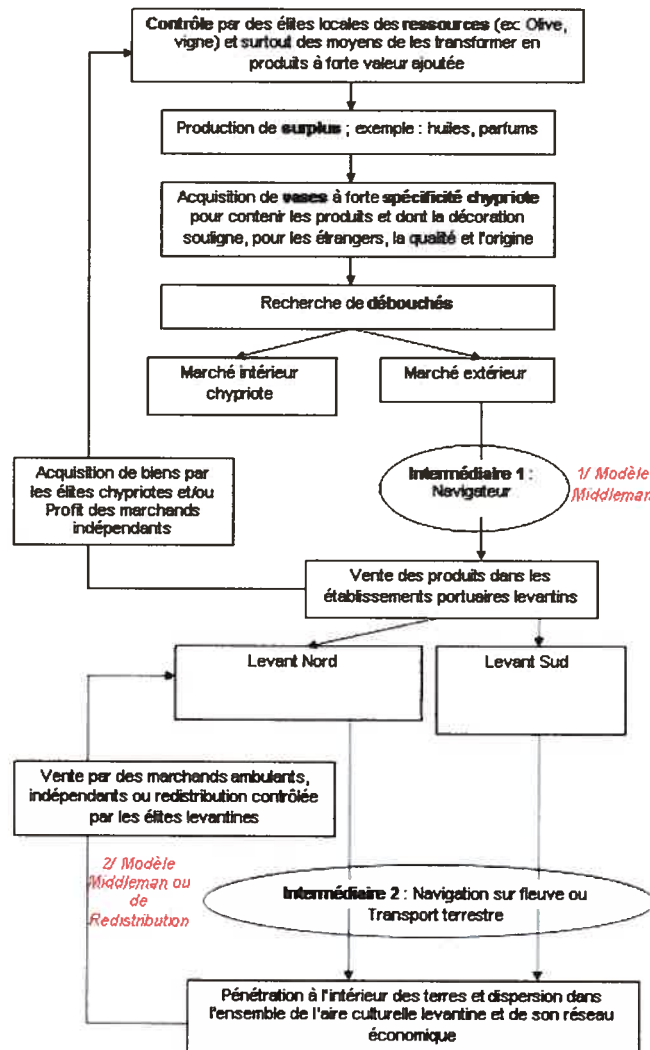 Contrôle par des élites locales des ressources (ex: Olive,
vigne) et surtout des moyens de les transformer en
produits à forte valeur ajoutée
Production de surplus ; exemple : huiles, parfums
Acquisition de vases à forte spécificité chypriote
pour contenir les produits et dont la décoration
souligne, pour les étrangers, la qualité et l'origine
Recherche de débouchés
Marché intérieur
chypriote
Marché extérieur
Acquisition de biens par
les élites chypriotes et/ou
Profit des marchands
indépendants
Intermédiaire 1 :
Navigateur
1/ Modèle
Middleman
Vente des produits dans les
établissements portuaires levantins
Levant Nord
Levant Sud
Vente par des marchands ambulants,
indépendants ou redistribution contrôlée
par les élites levantines
2/ Modèle
Middleman ou
de
Redistribution
Intermédiaire 2 : Navigation sur fleuve ou
Transport terrestre
Pénétration à l'intérieur des terres et dispersion dans
l'ensemble de l'aire culturelle levantine et de son réseau
économique